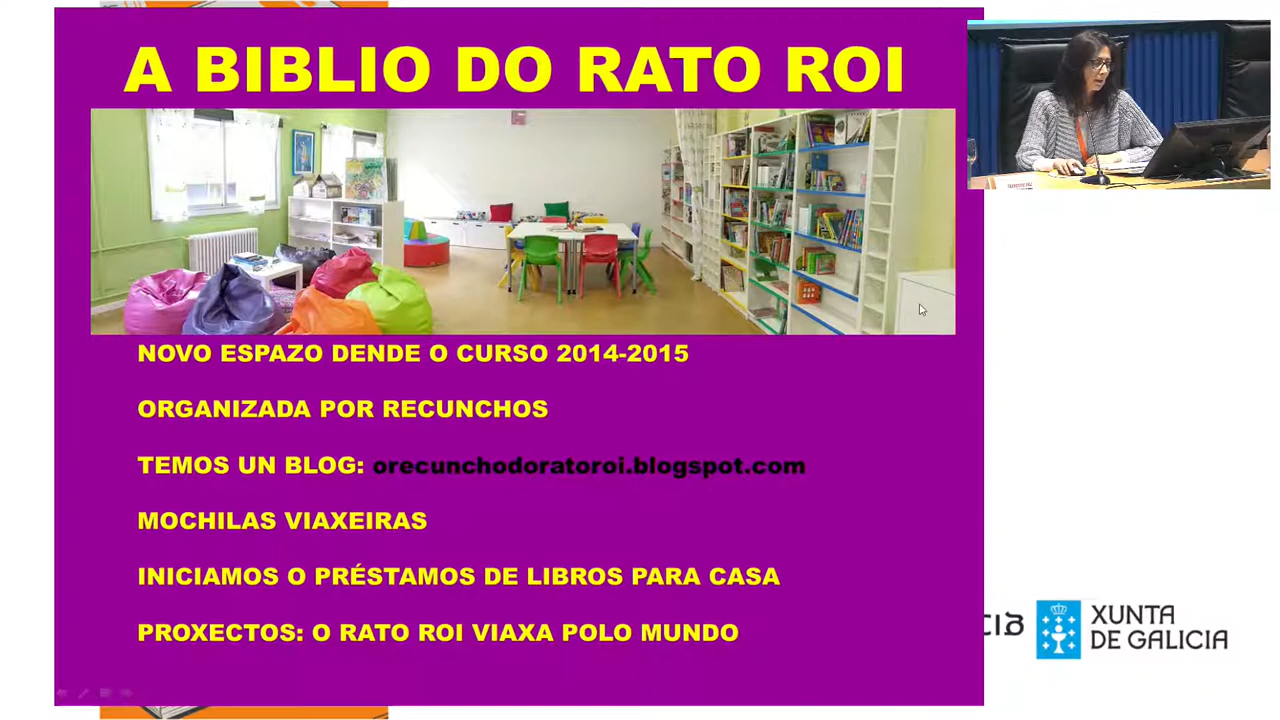 A BIBLIO DO RATO ROI
NOVO ESPAZO DENDE O CURSO 2014-2015
ORGANIZADA POR RECUNCHOS
TEMOS UN BLOG: orecunchodoratoroi.blogspot.com
MOCHILAS VIAXEIRAS
INICIAMOS O PRÉSTAMOS DE LIBROS PARA CASA
PROXECTOS: O RATO ROI VIAXA POLO MUNDO
XUNTA
DE GALICIA